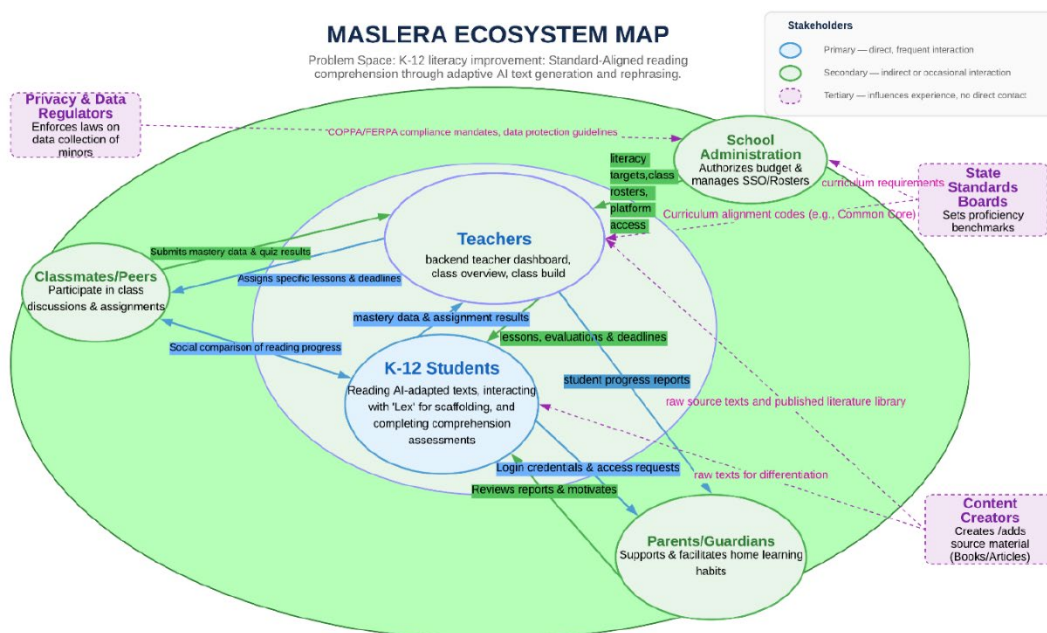 MASLERA ECOSYSTEM MAP
Problem Space: K-12 literacy improvement: Standard-Aligned reading
comprehension through adaptive AI text generation and rephrasing.
Stakeholders
Primary — direct, frequent interaction
Secondary — indirect or occasional interaction
Tertiary — influences experience, no direct contact
Privacy & Data
Regulators
Enforces laws on
data collection of
minors
COPPA/FERPA compliance mandates, data protection guidelines
School
Administration
Authorizes budget &
manages SSO/Rosters
literacy
targets,class
rosters,
platform
access
curriculum requirements
State
Standards
Boards
Sets proficiency
benchmarks
Curriculum alignment codes (e.g., Common Core)
Teachers
backend teacher dashboard,
class overview, class build
Submits mastery data & quiz results
Assigns specific lessons & deadlines
Classmates/Peers
Participate in class
discussions & assignments
mastery data & assignment results
lessons, evaluations & deadlines
Social comparison of reading progress
K-12 Students
Reading AI-adapted texts, interacting
with 'Lex' for scaffolding, and
completing comprehension
assessments
student progress reports
raw source texts and published literature library
Login credentials & access requests
raw texts for differentiation
Reviews reports & motivates
Content
Creators
Creates /adds
source material
(Books/Articles)
Parents/Guardians
Supports & facilitates home learning
habits